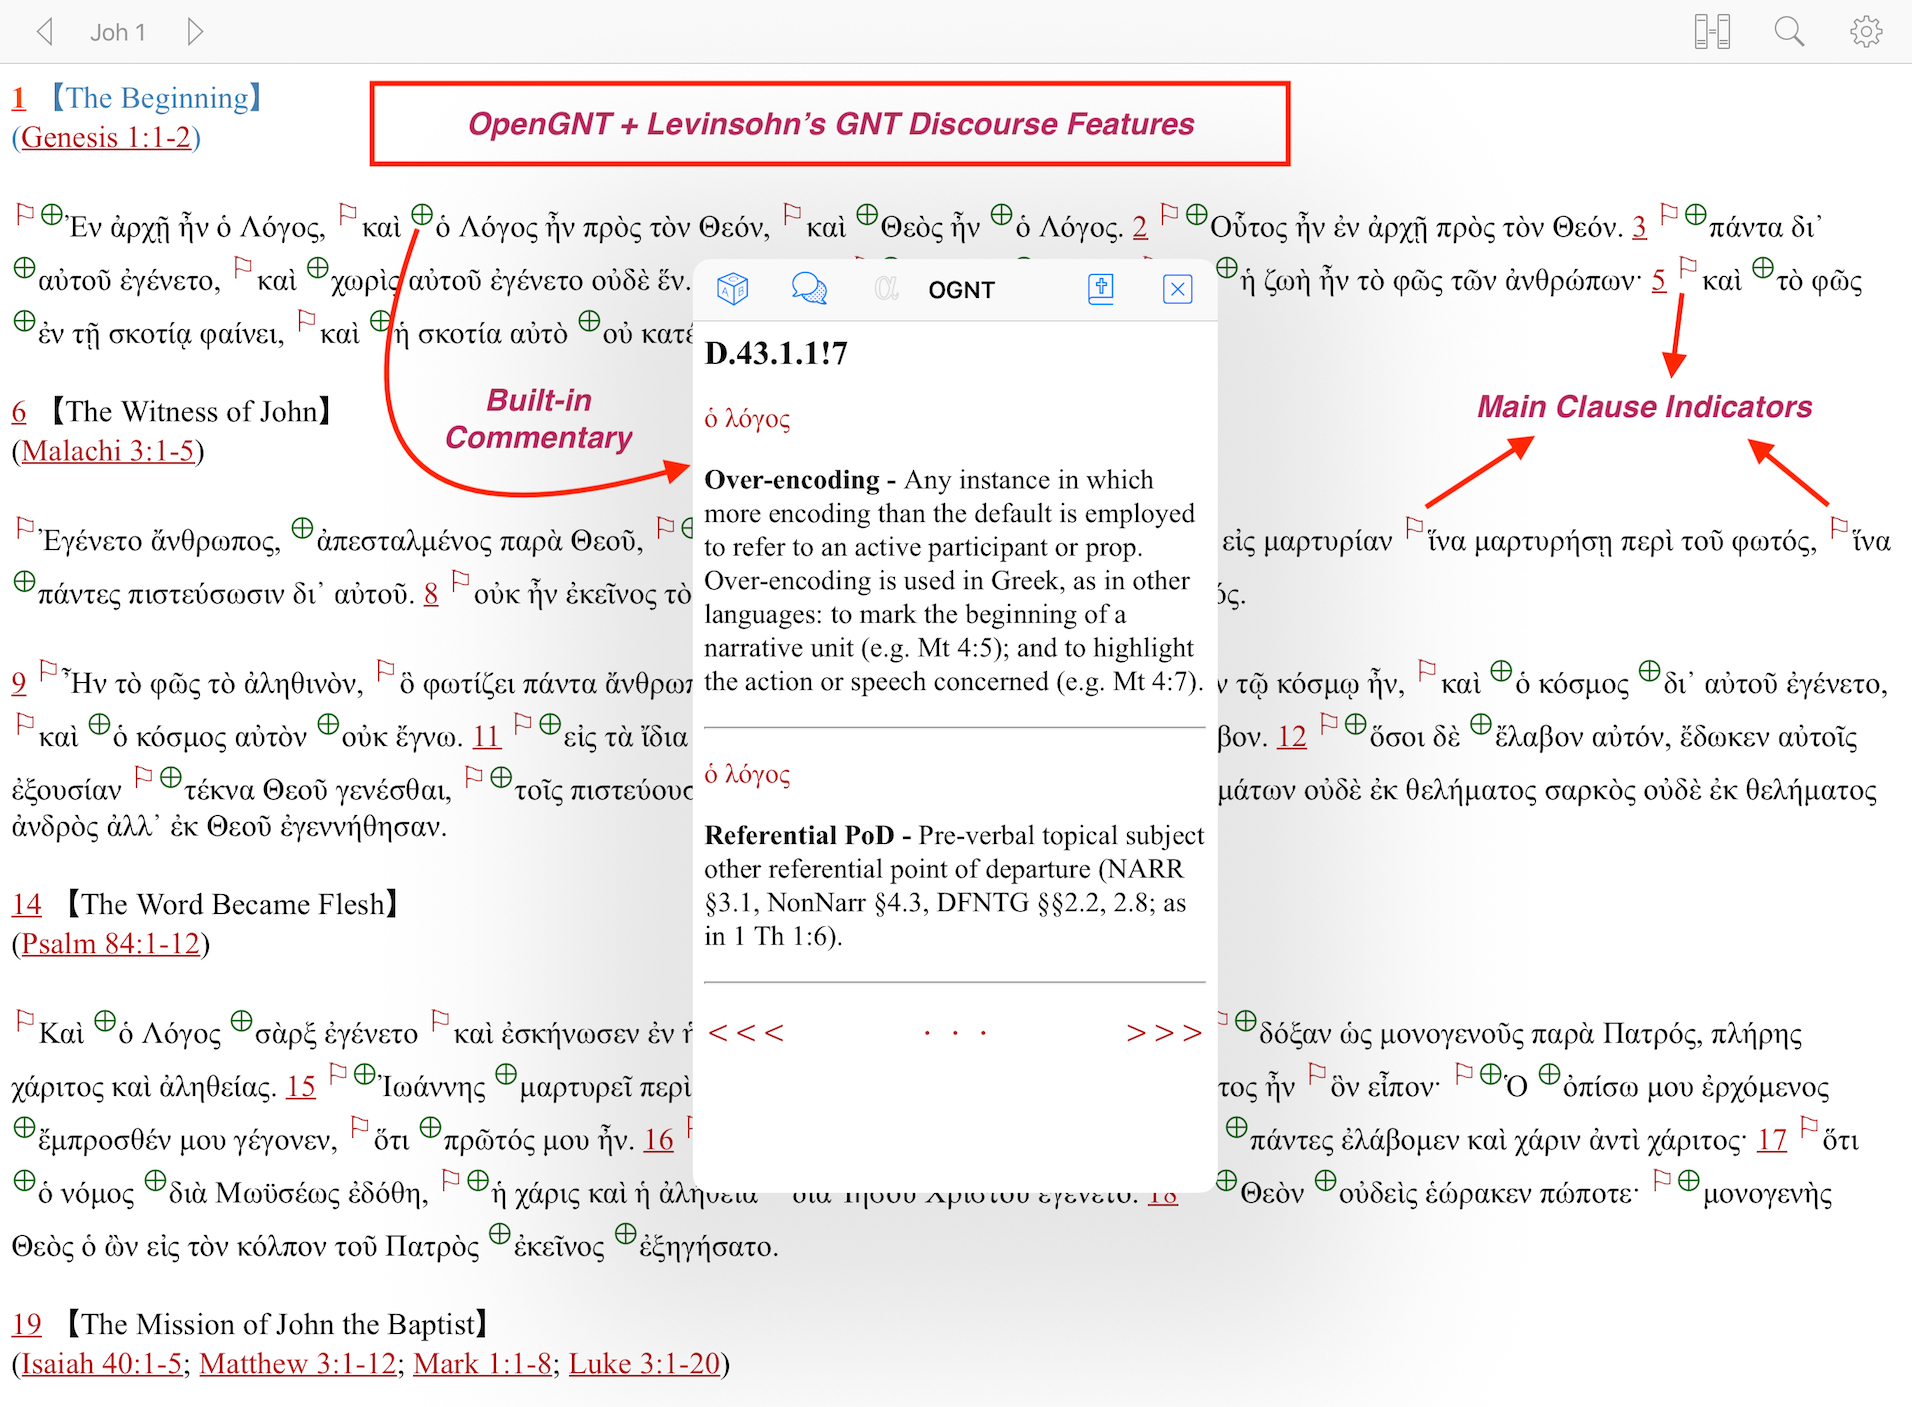 Joh 1
1 【The Beginning】
(Genesis 1:1-2)
OpenGNT + Levinsohn’s GNT Discourse Features
Ἐν ἀρχῇ ἦν ὁ Λόγος, καὶ ὁ Λόγος ἦν πρὸς τὸν Θεόν, καὶ Θεὸς ἦν ὁ Λόγος. 2 Οὗτος ἦν ἐν ἀρχῇ πρὸς τὸν Θεόν. 3 πάντα δι᾽
αὐτοῦ ἐγένετο, καὶ χωρὶς αὐτοῦ ἐγένετο οὐδὲ ἕν. ἡ ζωὴ ἦν τὸ φῶς τῶν ἀνθρώπων· 5 καὶ τὸ φῶς
ἐν τῇ σκοτίᾳ φαίνει, καὶ ἡ σκοτία αὐτὸ οὐ κατέ
Built-in
Commentary
Main Clause Indicators
6 【The Witness of John】
(Malachi 3:1-5)
Ἐγένετο ἄνθρωπος, ἀπεσταλμένος παρὰ Θεοῦ, εἰς μαρτυρίαν ἵνα μαρτυρήσῃ περὶ τοῦ φωτός, ἵνα
πάντες πιστεύσωσιν δι᾽ αὐτοῦ. 8 οὐκ ἦν ἐκεῖνος τὸ ός.
9 Ἦν τὸ φῶς τὸ ἀληθινὸν, ὃ φωτίζει πάντα ἄνθρωπ ν τῷ κόσμῳ ἦν, καὶ ὁ κόσμος δι᾽ αὐτοῦ ἐγένετο,
καὶ ὁ κόσμος αὐτὸν οὐκ ἔγνω. 11 εἰς τὰ ἴδια βον. 12 ὅσοι δὲ ἔλαβον αὐτόν, ἔδωκεν αὐτοῖς
ἐξουσίαν τέκνα Θεοῦ γενέσθαι, τοῖς πιστεύουσ μάτων οὐδὲ ἐκ θελήματος σαρκὸς οὐδὲ ἐκ θελήματος
ἀνδρὸς ἀλλ᾽ ἐκ Θεοῦ ἐγεννήθησαν.
14 【The Word Became Flesh】
(Psalm 84:1-12)
Καὶ ὁ Λόγος σὰρξ ἐγένετο καὶ ἐσκήνωσεν ἐν ἡ δόξαν ὡς μονογενοῦς παρὰ Πατρός, πλήρης
χάριτος καὶ ἀληθείας. 15 Ἰωάννης μαρτυρεῖ περὶ τος ἦν ὃν εἶπον· Ὁ ὀπίσω μου ἐρχόμενος
ἔμπροσθέν μου γέγονεν, ὅτι πρῶτός μου ἦν. 16 πάντες ἐλάβομεν καὶ χάριν ἀντὶ χάριτος· 17 ὅτι
ὁ νόμος διὰ Μωϋσέως ἐδόθη, ἡ χάρις καὶ ἡ ἀλήθεια διὰ Ἰησοῦ Χριστοῦ ἐγένετο. 18 Θεὸν οὐδεὶς ἑώρακεν πώποτε· μονογενὴς
Θεὸς ὁ ὢν εἰς τὸν κόλπον τοῦ Πατρὸς ἐκεῖνος ἐξηγήσατο.
19 【The Mission of John the Baptist】
(Isaiah 40:1-5; Matthew 3:1-12; Mark 1:1-8; Luke 3:1-20)
α OGNT
D.43.1.1!7
ὁ λόγος
Over-encoding - Any instance in which
more encoding than the default is employed
to refer to an active participant or prop.
Over-encoding is used in Greek, as in other
languages: to mark the beginning of a
narrative unit (e.g. Mt 4:5); and to highlight
the action or speech concerned (e.g. Mt 4:7).
ὁ λόγος
Referential PoD - Pre-verbal topical subject
other referential point of departure (NARR
§3.1, NonNarr §4.3, DFNTG §§2.2, 2.8; as
in 1 Th 1:6).
<<< · · · >>>